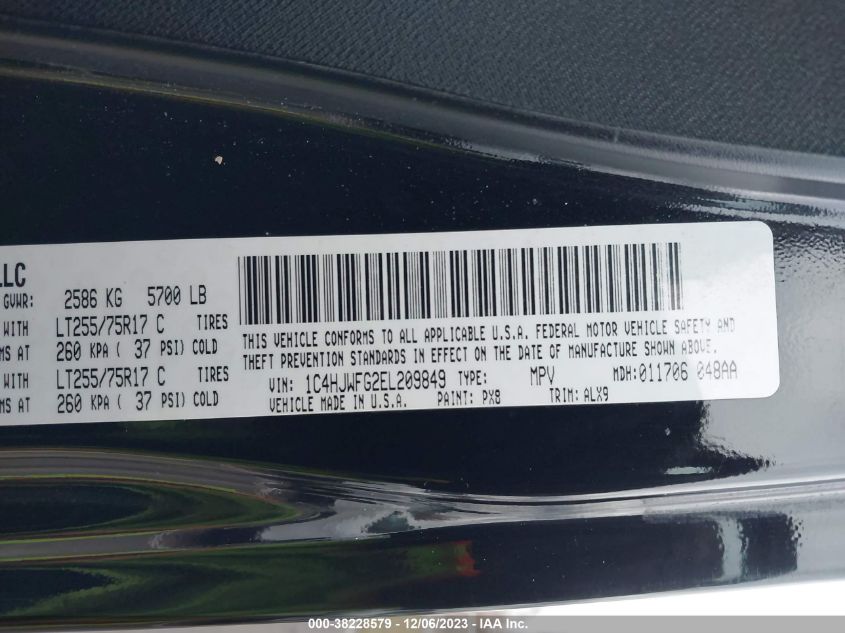 LLC
GVWR: 2586 KG 5700 LB
WITH LT255/75R17 C TIRES
MS AT 260 KPA ( 37 PSI) COLD
WITH LT255/75R17 C TIRES
MS AT 260 KPA ( 37 PSI) COLD
THIS VEHICLE CONFORMS TO ALL APPLICABLE U.S.A. FEDERAL MOTOR VEHICLE SAFETY AND
THEFT PREVENTION STANDARDS IN EFFECT ON THE DATE OF MANUFACTURE SHOWN ABOVE.
VIN: 1C4HJWFG2EL209849 TYPE: MPV MDH: 011706 048AA
VEHICLE MADE IN U.S.A. PAINT: PX8 TRIM: ALX9
000-38228579 - 12/06/2023 - IAA Inc.